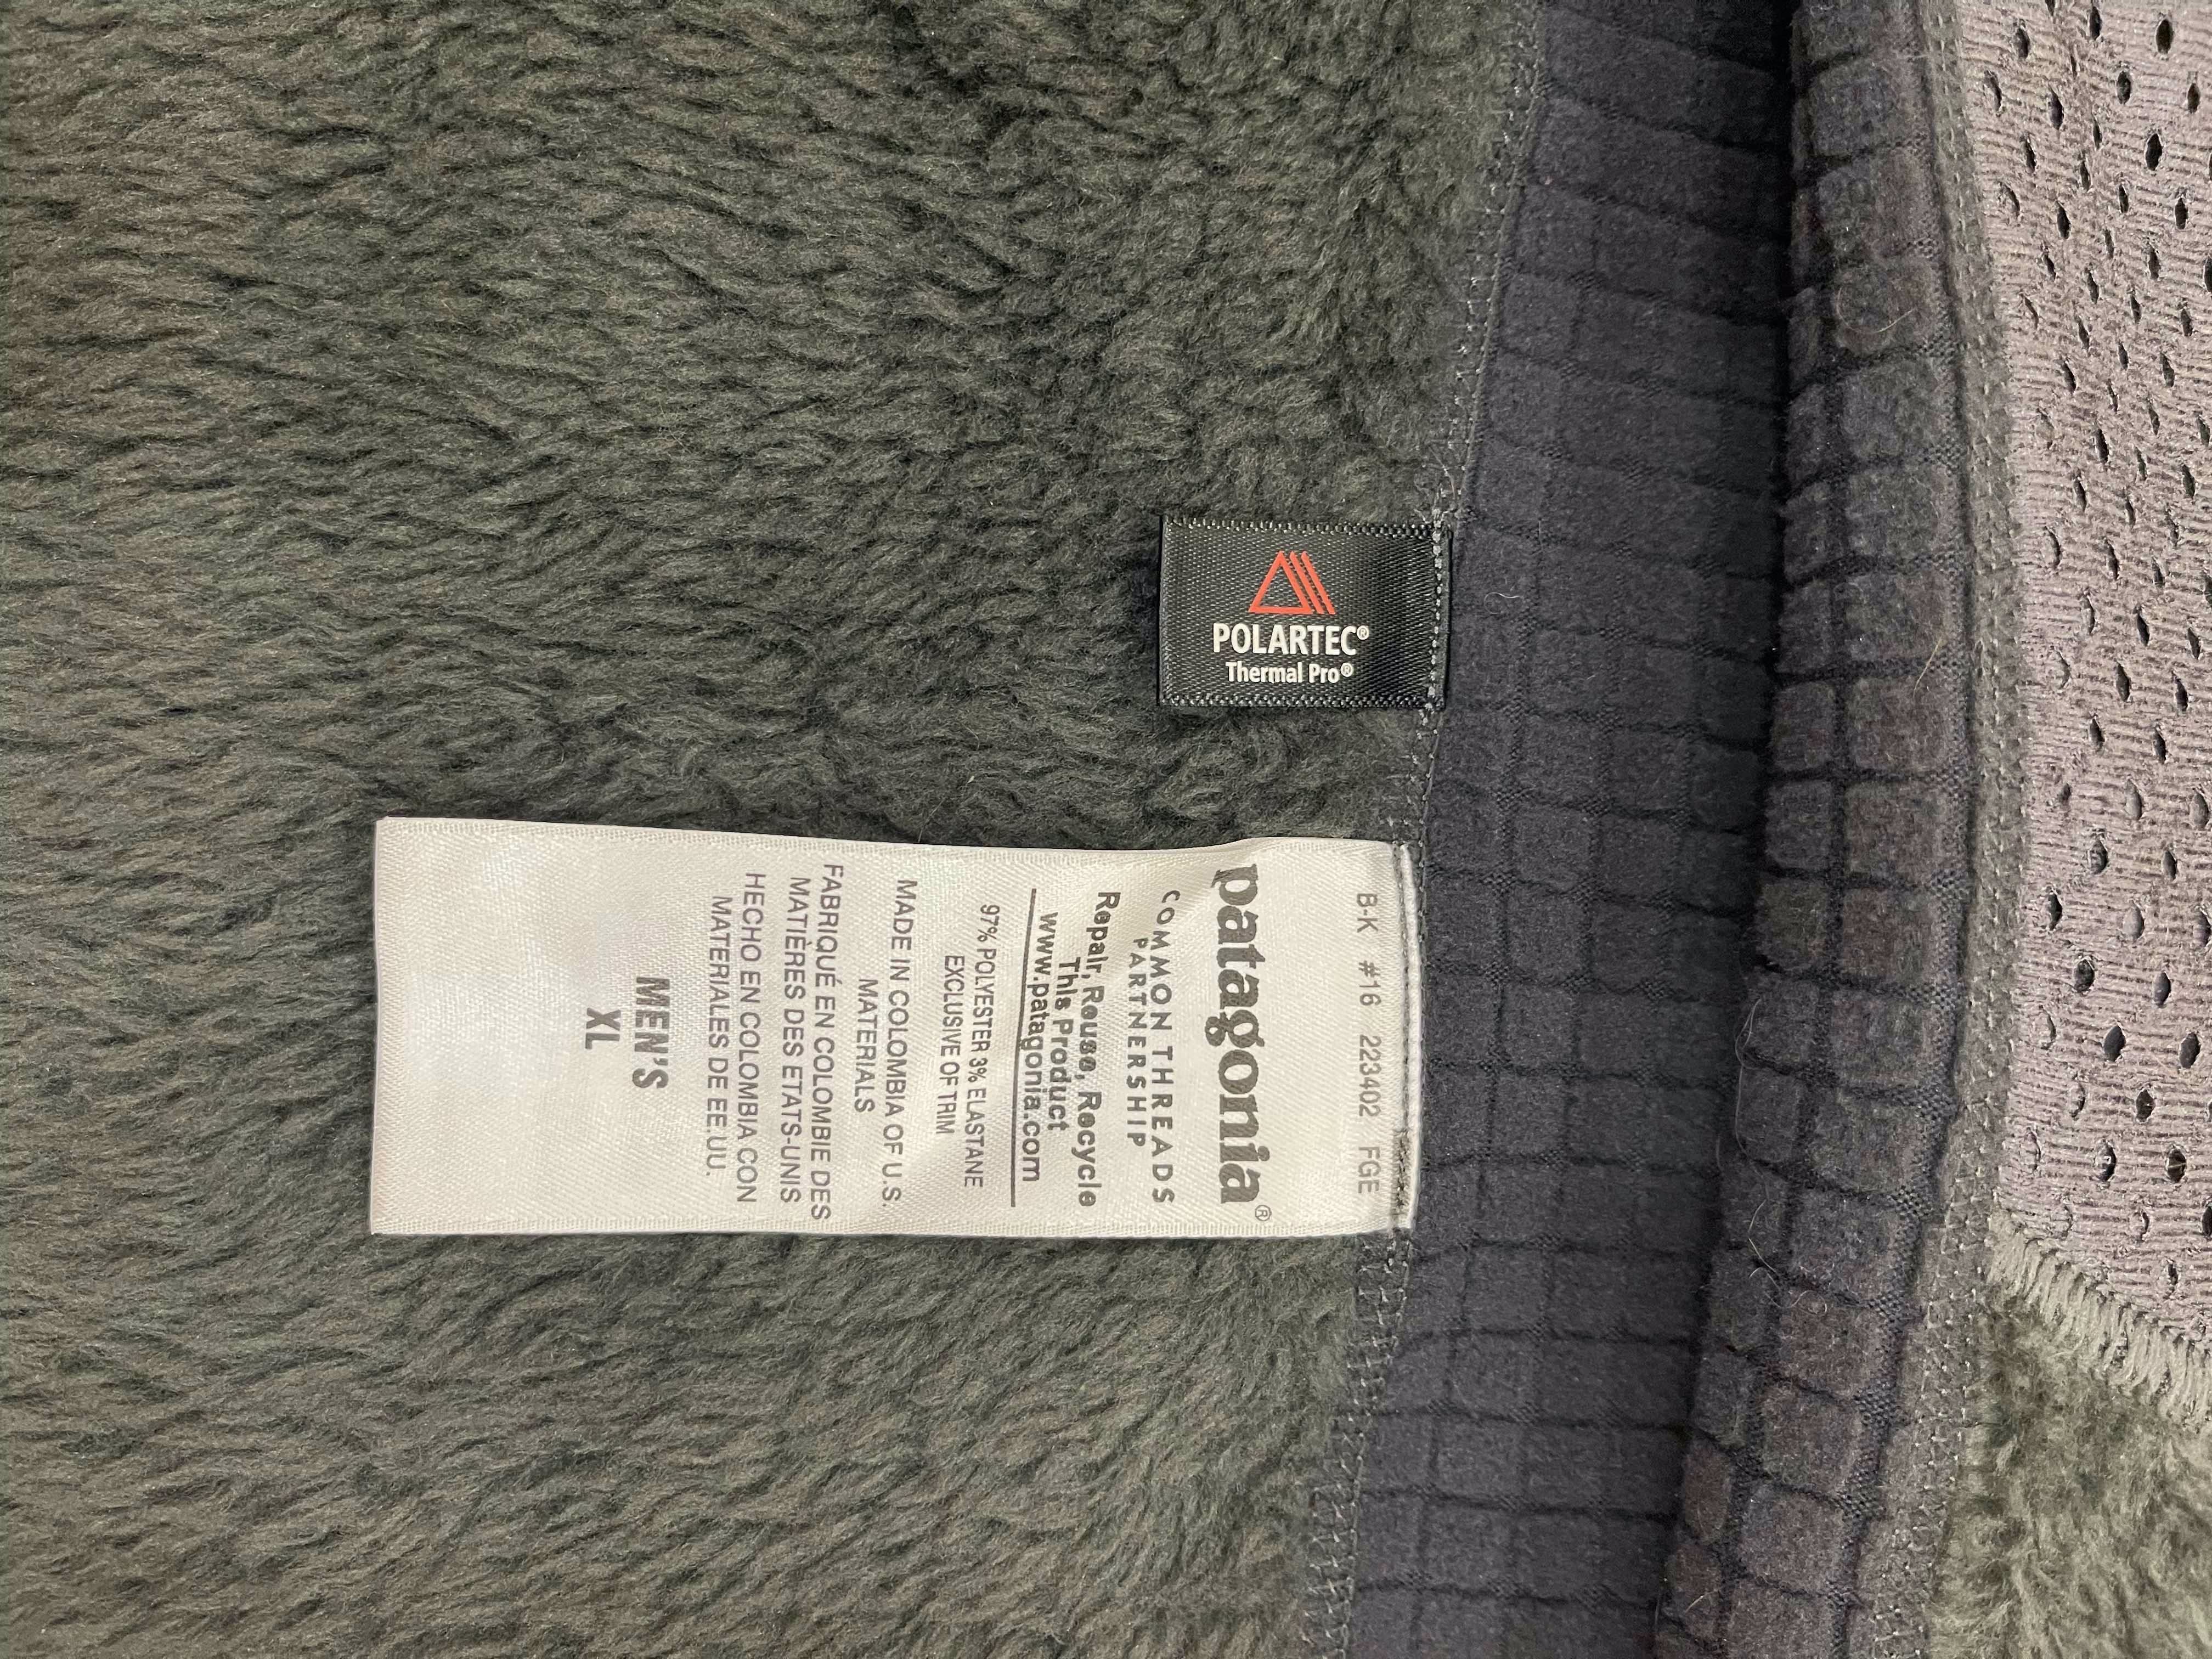 POLARTEC®
Thermal Pro®
B-K #16 223402 FGE
patagonia®
COMMON THREADS
PARTNERSHIP
Repair, Reuse, Recycle
This Product
www.patagonia.com
97% POLYESTER 3% ELASTANE
EXCLUSIVE OF TRIM
MADE IN COLOMBIA OF U.S.
MATERIALS
FABRIQUÉ EN COLOMBIE DES
MATIÈRES DES ETATS-UNIS
HECHO EN COLOMBIA CON
MATERIALES DE EE.UU.
MEN'S
XL